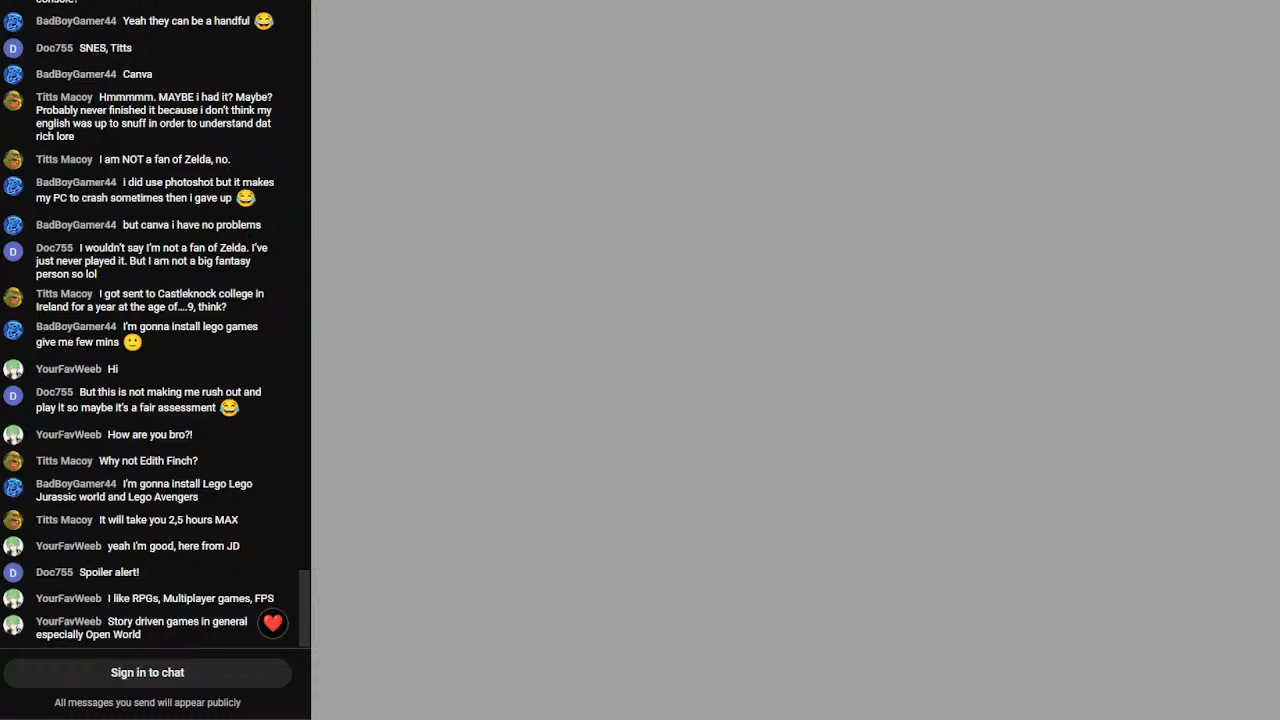 console?
BadBoyGamer44 Yeah they can be a handful 😂
Doc755 SNES, Titts
BadBoyGamer44 Canva
Titts Macoy Hmmmmm. MAYBE i had it? Maybe?
Probably never finished it because i don't think my
english was up to snuff in order to understand dat
rich lore
Titts Macoy I am NOT a fan of Zelda, no.
BadBoyGamer44 i did use photoshot but it makes
my PC to crash sometimes then i gave up 😂
BadBoyGamer44 but canva i have no problems
D Doc755 I wouldn't say I'm not a fan of Zelda. I've
just never played it. But I am not a big fantasy
person so lol
Titts Macoy I got sent to Castleknock college in
Ireland for a year at the age of....9, think?
BadBoyGamer44 I'm gonna install lego games
give me few mins 🙂
YourFavWeeb Hi
D Doc755 But this is not making me rush out and
play it so maybe it's a fair assessment 😂
YourFavWeeb How are you bro?!
Titts Macoy Why not Edith Finch?
BadBoyGamer44 I'm gonna install Lego Lego
Jurassic world and Lego Avengers
Titts Macoy It will take you 2,5 hours MAX
YourFavWeeb yeah I'm good, here from JD
D Doc755 Spoiler alert!
YourFavWeeb I like RPGs, Multiplayer games, FPS
YourFavWeeb Story driven games in general
especially Open World
Sign in to chat
All messages you send will appear publicly